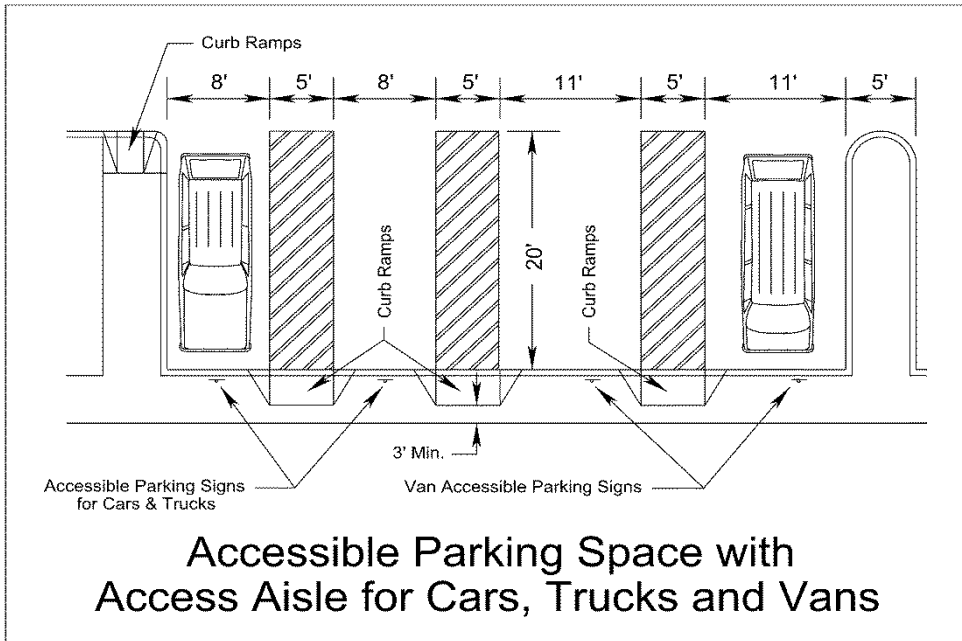 Curb Ramps
8' 5' 8' 5' 11' 5' 11' 5'
20'
Curb Ramps
Curb Ramps
3' Min.
Accessible Parking Signs
for Cars & Trucks
Van Accessible Parking Signs
Accessible Parking Space with
Access Aisle for Cars, Trucks and Vans